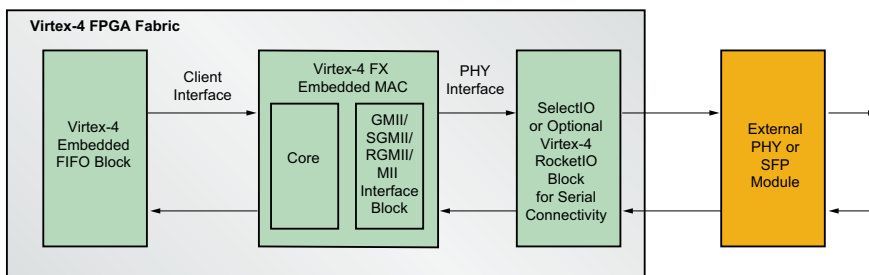 Virtex-4 FPGA Fabric
Virtex-4
Embedded
FIFO Block
Client
Interface
Virtex-4 FX
Embedded MAC
Core
GMII/
SGMII/
RGMII/
MII
Interface
Block
PHY
Interface
SelectIO
or Optional
Virtex-4
RocketIO
Block
for Serial
Connectivity
External
PHY or
SFP
Module